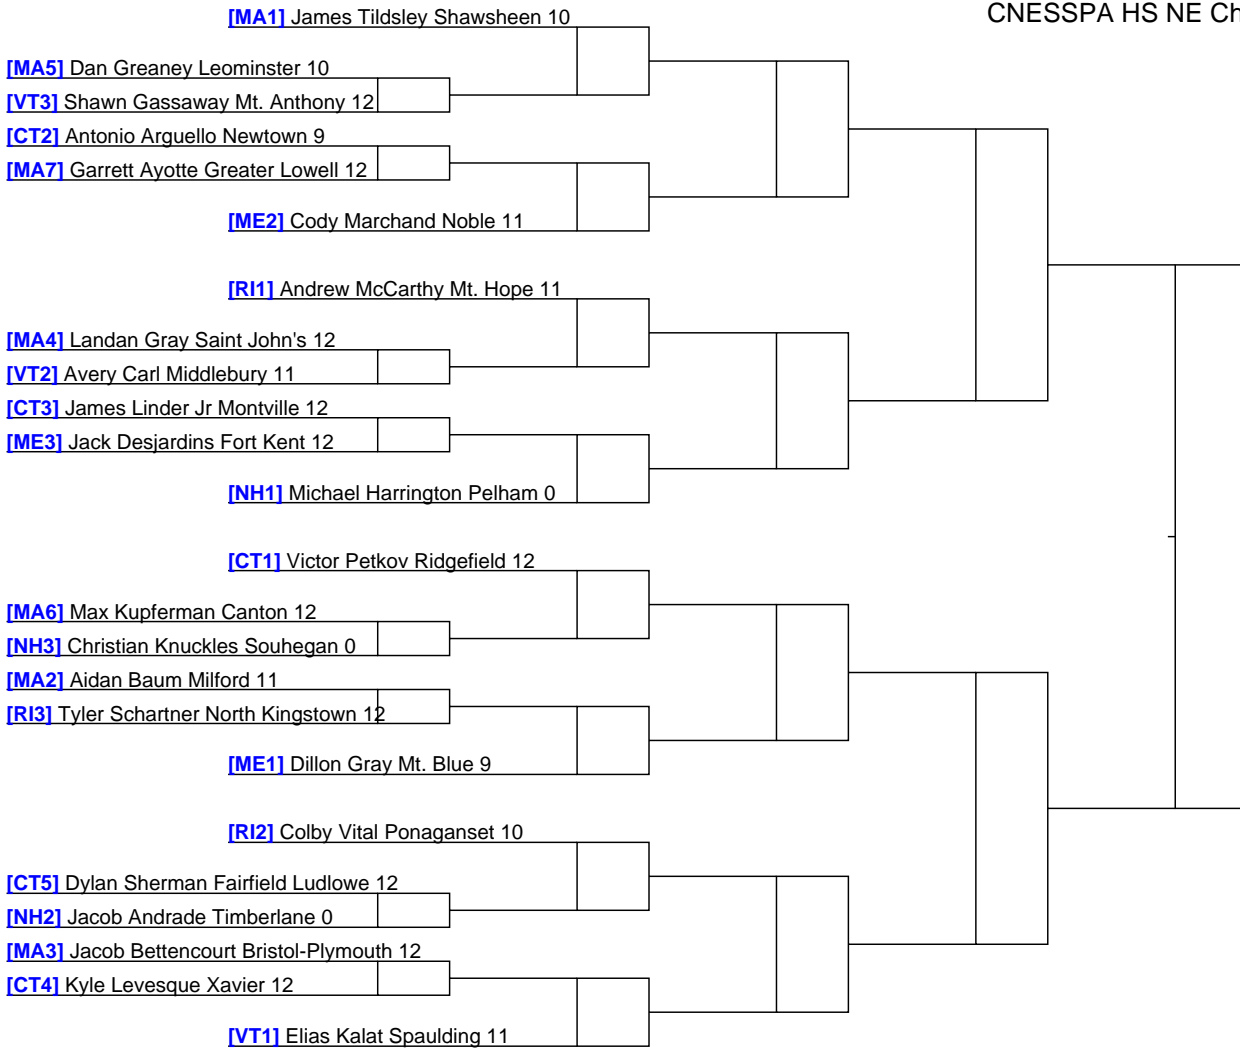 CNESSPA HS NE Ch
[MA1] James Tildsley Shawsheen 10
[MA5] Dan Greaney Leominster 10
[VT3] Shawn Gassaway Mt. Anthony 12
[CT2] Antonio Arguello Newtown 9
[MA7] Garrett Ayotte Greater Lowell 12
[ME2] Cody Marchand Noble 11
[RI1] Andrew McCarthy Mt. Hope 11
[MA4] Landan Gray Saint John's 12
[VT2] Avery Carl Middlebury 11
[CT3] James Linder Jr Montville 12
[ME3] Jack Desjardins Fort Kent 12
[NH1] Michael Harrington Pelham 0
[CT1] Victor Petkov Ridgefield 12
[MA6] Max Kupferman Canton 12
[NH3] Christian Knuckles Souhegan 0
[MA2] Aidan Baum Milford 11
[RI3] Tyler Schartner North Kingstown 12
[ME1] Dillon Gray Mt. Blue 9
[RI2] Colby Vital Ponaganset 10
[CT5] Dylan Sherman Fairfield Ludlowe 12
[NH2] Jacob Andrade Timberlane 0
[MA3] Jacob Bettencourt Bristol-Plymouth 12
[CT4] Kyle Levesque Xavier 12
[VT1] Elias Kalat Spaulding 11